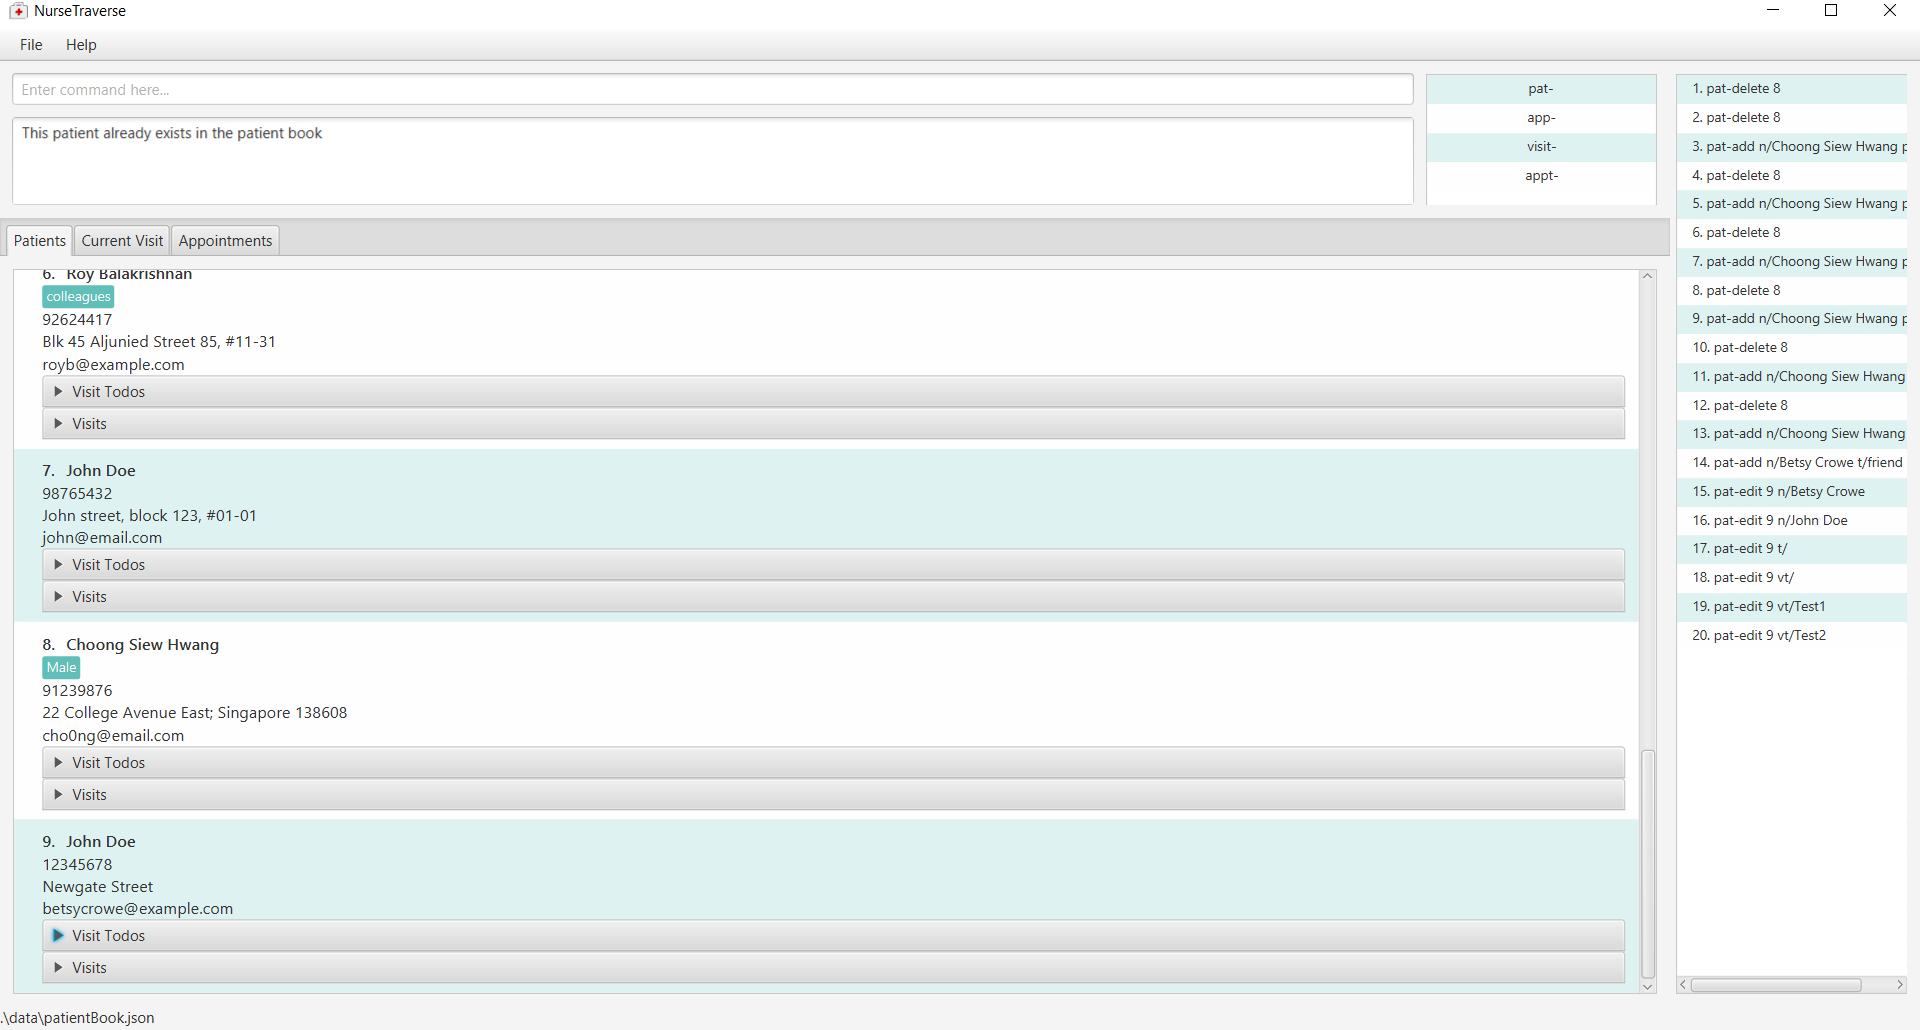 NurseTraverse
File Help
Enter command here...
This patient already exists in the patient book
pat-
app-
visit-
appt-
Patients Current Visit Appointments
6. Roy Balakrishnan
colleagues
92624417
Blk 45 Aljunied Street 85, #11-31
royb@example.com
Visit Todos
Visits
7. John Doe
98765432
John street, block 123, #01-01
john@email.com
Visit Todos
Visits
8. Choong Siew Hwang
Male
91239876
22 College Avenue East; Singapore 138608
cho0ng@email.com
Visit Todos
Visits
9. John Doe
12345678
Newgate Street
betsycrowe@example.com
Visit Todos
Visits
1. pat-delete 8
2. pat-delete 8
3. pat-add n/Choong Siew Hwang p
4. pat-delete 8
5. pat-add n/Choong Siew Hwang p
6. pat-delete 8
7. pat-add n/Choong Siew Hwang p
8. pat-delete 8
9. pat-add n/Choong Siew Hwang p
10. pat-delete 8
11. pat-add n/Choong Siew Hwang
12. pat-delete 8
13. pat-add n/Choong Siew Hwang
14. pat-add n/Betsy Crowe t/friend
15. pat-edit 9 n/Betsy Crowe
16. pat-edit 9 n/John Doe
17. pat-edit 9 t/
18. pat-edit 9 vt/
19. pat-edit 9 vt/Test1
20. pat-edit 9 vt/Test2
.\data\patientBook.json